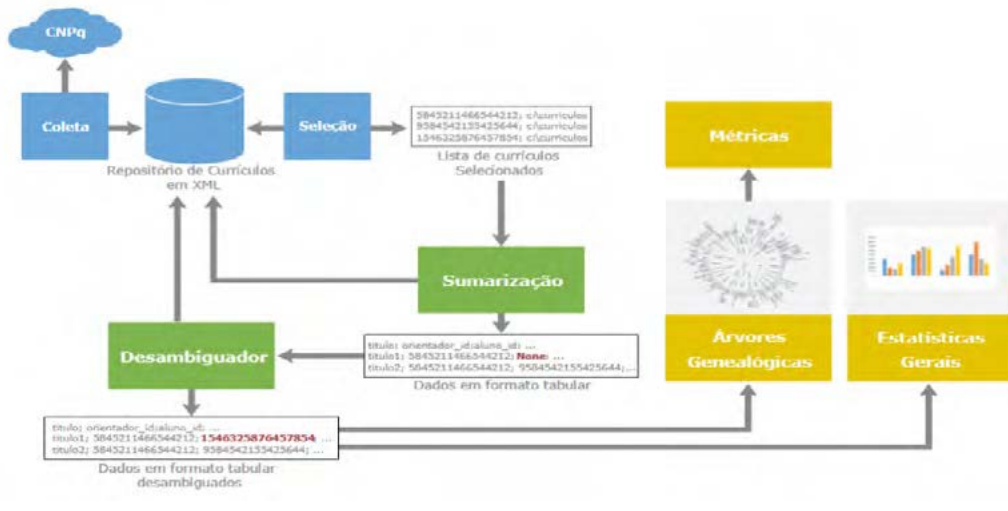 CNPq
Coleta
Seleção
Repositório de Currículos
em XML
5845211466544212; c:\curriculos
9584542155425644; c:\curriculos
1546325876457854; c:\curriculos
Lista de currículos
Selecionados
Métricas
Sumarização
Desambiguador
titulo; orientador_id;aluno_id; ...
titulo1; 5845211466544212; None; ...
titulo2; 5845211466544212; 9584542155425644;...
Dados em formato tabular
Árvores
Genealógicas
Estatísticas
Gerais
titulo; orientador_id;aluno_id; ...
titulo1; 5845211466544212; 1546325876457854; ...
titulo2; 5845211466544212; 9584542155425644; ...
Dados em formato tabular
desambiguados